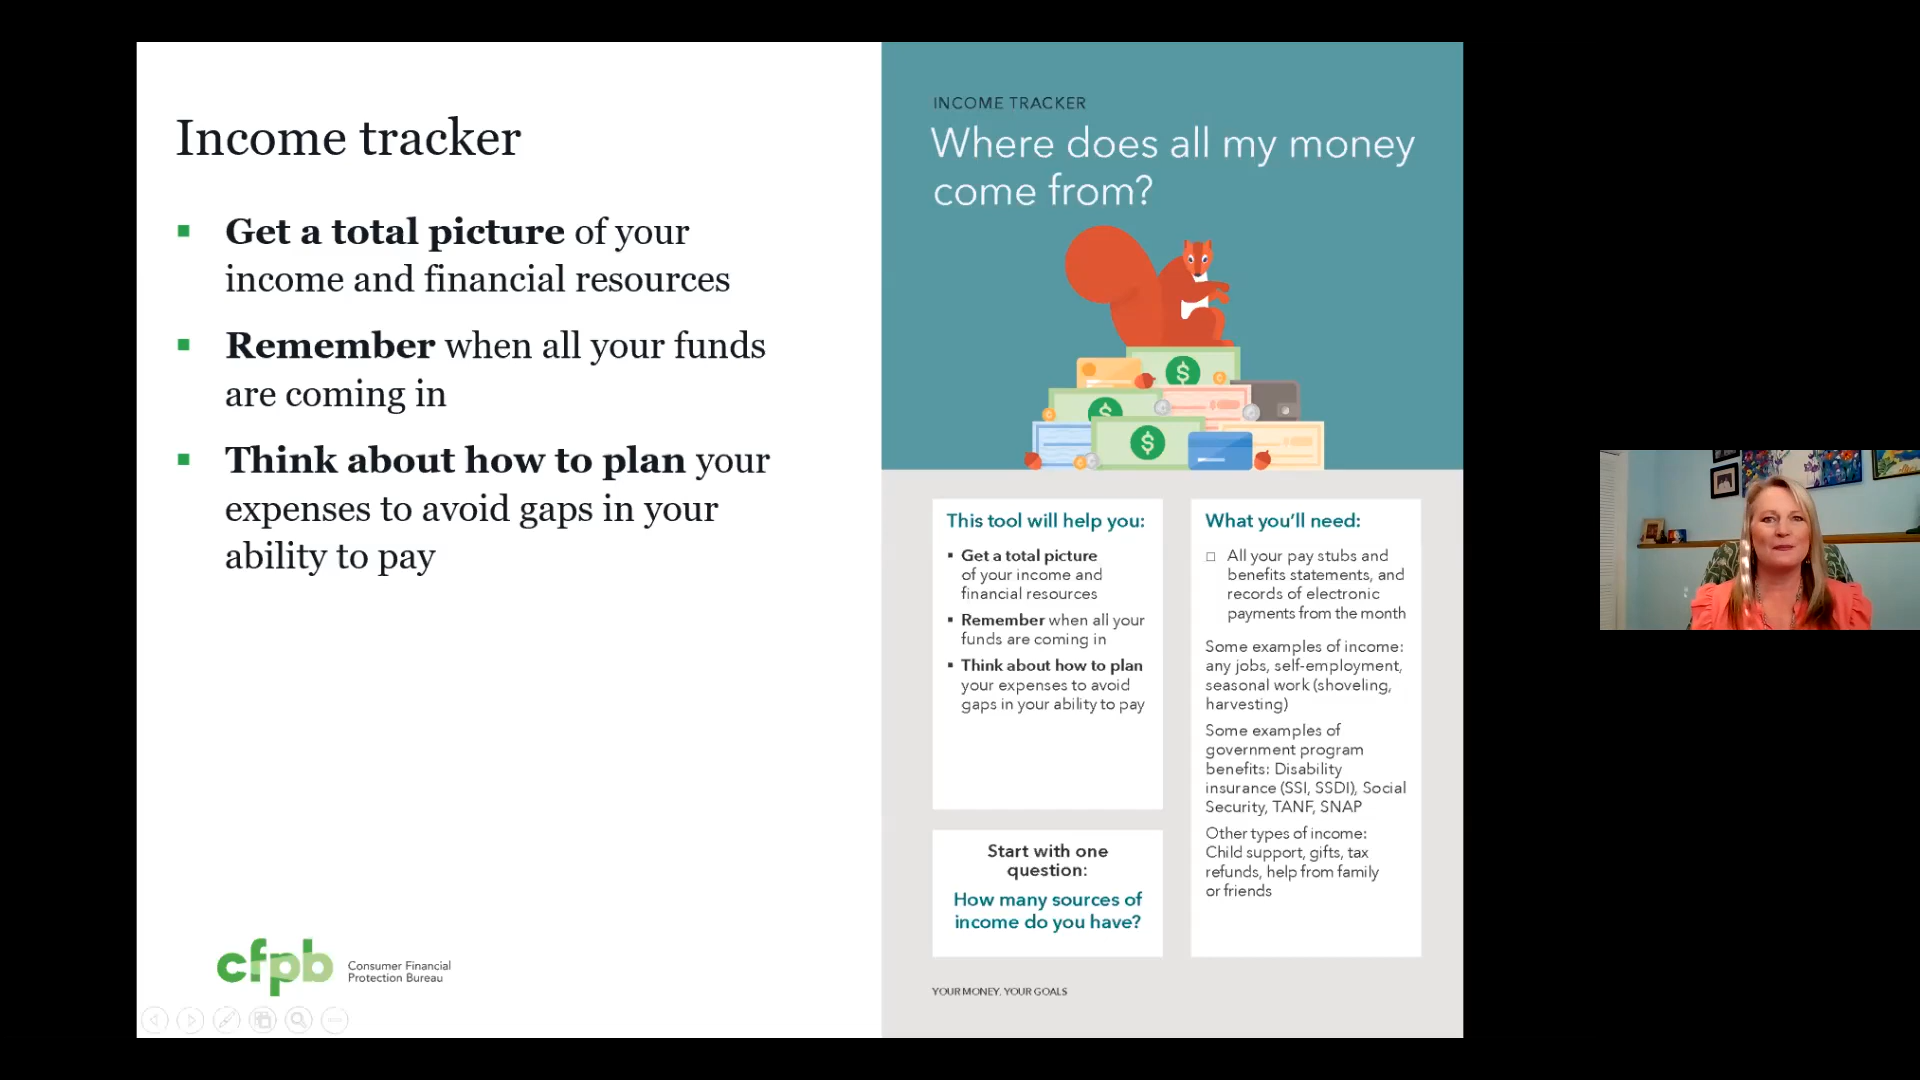 Income tracker
▪ Get a total picture of your
income and financial resources
▪ Remember when all your funds
are coming in
▪ Think about how to plan your
expenses to avoid gaps in your
ability to pay
cfpb Consumer Financial
Protection Bureau
INCOME TRACKER
Where does all my money
come from?
$
$
$
This tool will help you:
▪ Get a total picture
of your income and
financial resources
▪ Remember when all your
funds are coming in
▪ Think about how to plan
your expenses to avoid
gaps in your ability to pay
Start with one
question:
How many sources of
income do you have?
What you’ll need:
□ All your pay stubs and
benefits statements, and
records of electronic
payments from the month
Some examples of income:
any jobs, self-employment,
seasonal work (shoveling,
harvesting)
Some examples of
government program
benefits: Disability
insurance (SSI, SSDI), Social
Security, TANF, SNAP
Other types of income:
Child support, gifts, tax
refunds, help from family
or friends
YOUR MONEY, YOUR GOALS